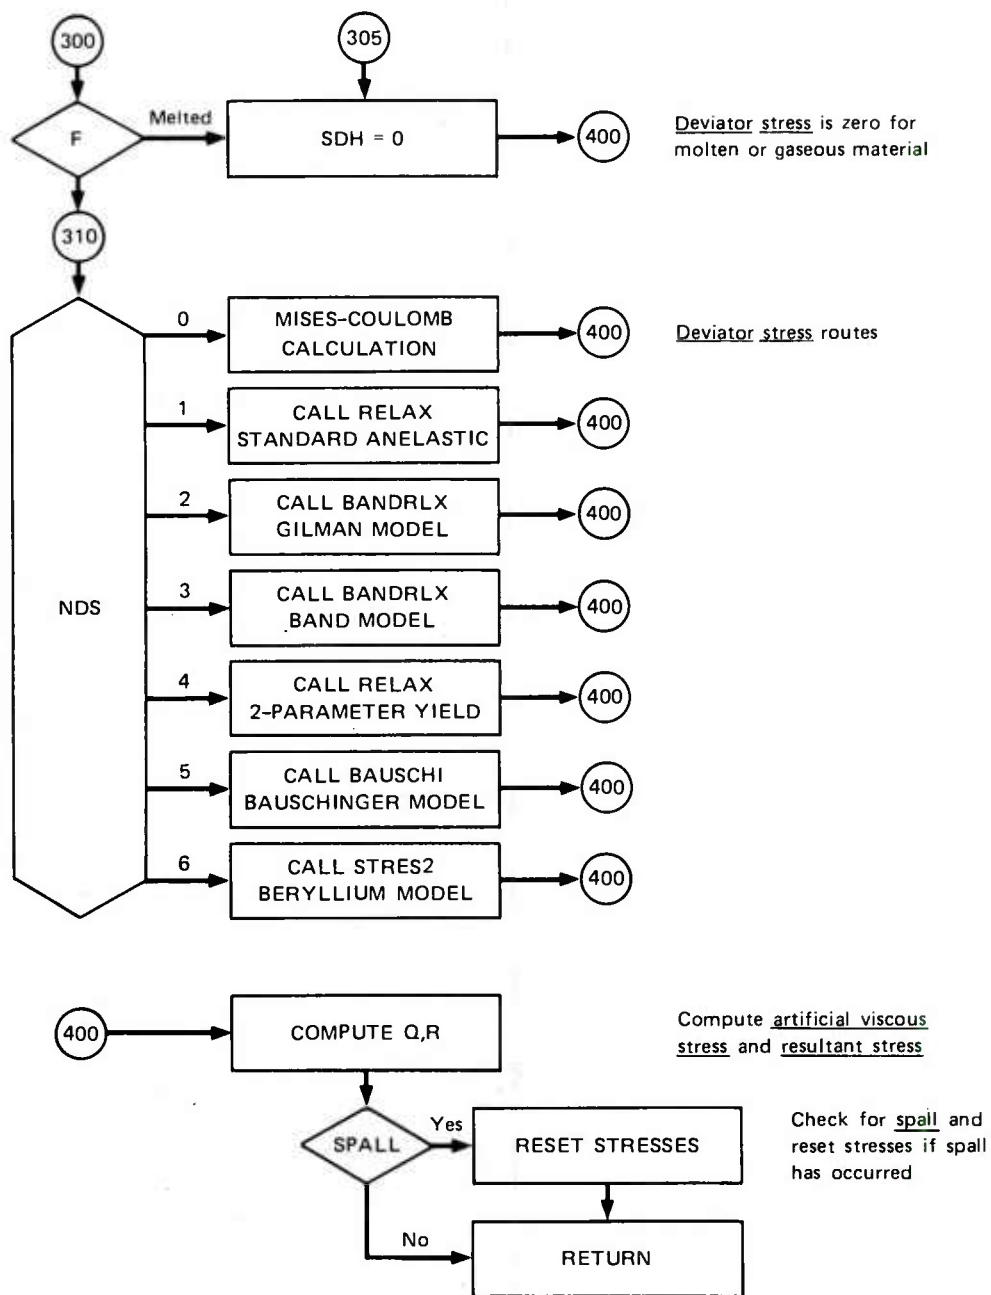 300
305
F
Melted
SDH = 0
400
Deviator stress is zero for
molten or gaseous material
310
NDS
0
MISES-COULOMB
CALCULATION
400
Deviator stress routes
1
CALL RELAX
STANDARD ANELASTIC
400
2
CALL BANDRLX
GILMAN MODEL
400
3
CALL BANDRLX
BAND MODEL
400
4
CALL RELAX
2-PARAMETER YIELD
400
5
CALL BAUSCHI
BAUSCHINGER MODEL
400
6
CALL STRES2
BERYLLIUM MODEL
400
400
COMPUTE Q,R
Compute artificial viscous
stress and resultant stress
SPALL
Yes
RESET STRESSES
Check for spall and
reset stresses if spall
has occurred
No
RETURN